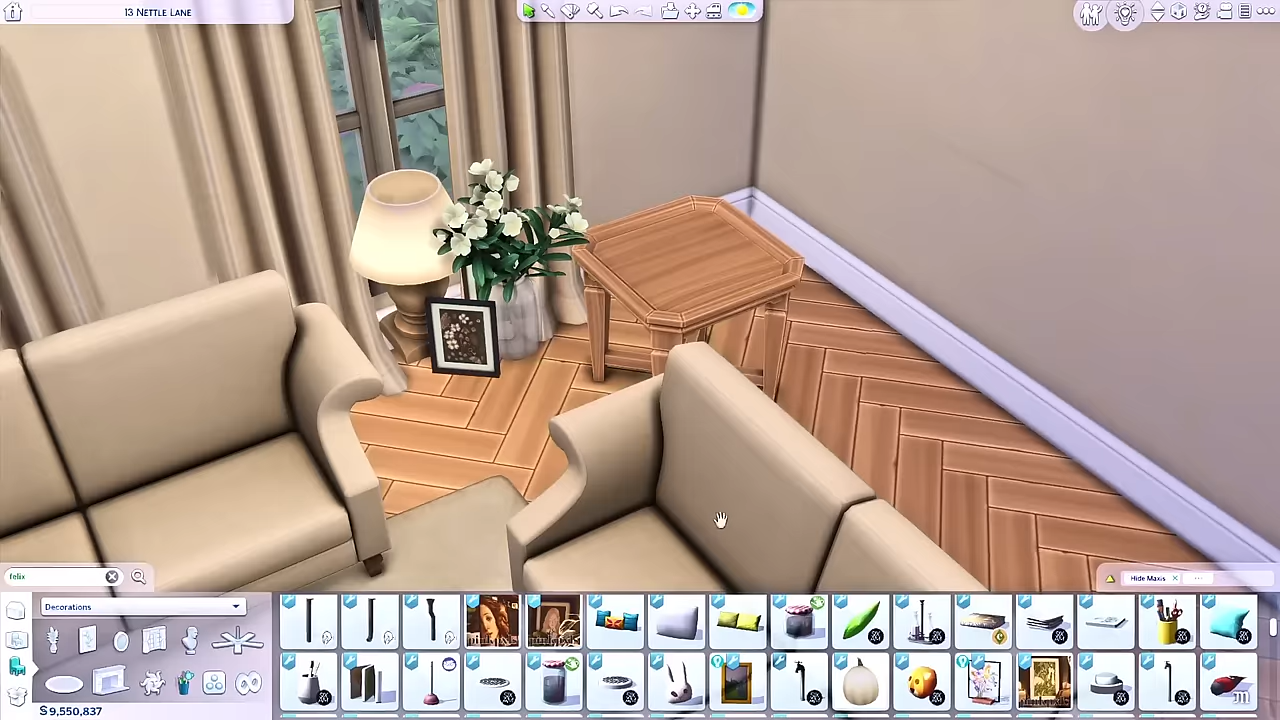 13 NETTLE LANE
felix
Hide Maxis
Decorations
$9,550,837